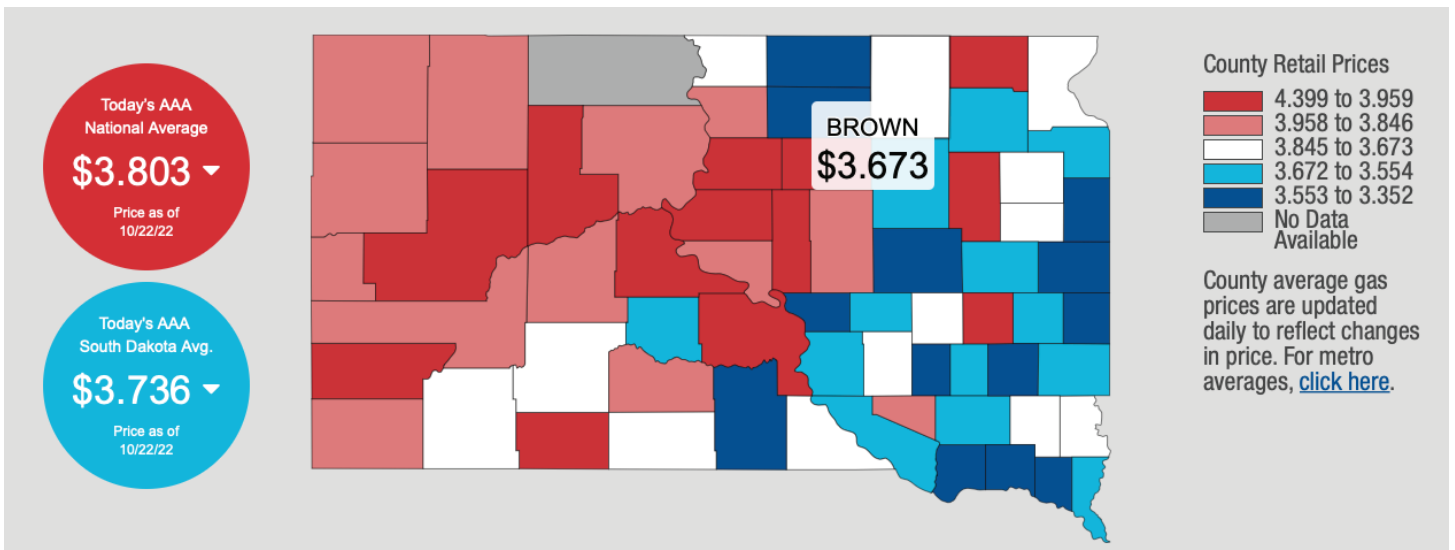 Today's AAA
National Average
$3.803
Price as of
10/22/22
Today's AAA
South Dakota Avg.
$3.736
Price as of
10/22/22
BROWN
$3.673
County Retail Prices
4.399 to 3.959
3.958 to 3.846
3.845 to 3.673
3.672 to 3.554
3.553 to 3.352
No Data
Available
County average gas
prices are updated
daily to reflect changes
in price. For metro
averages, click here.